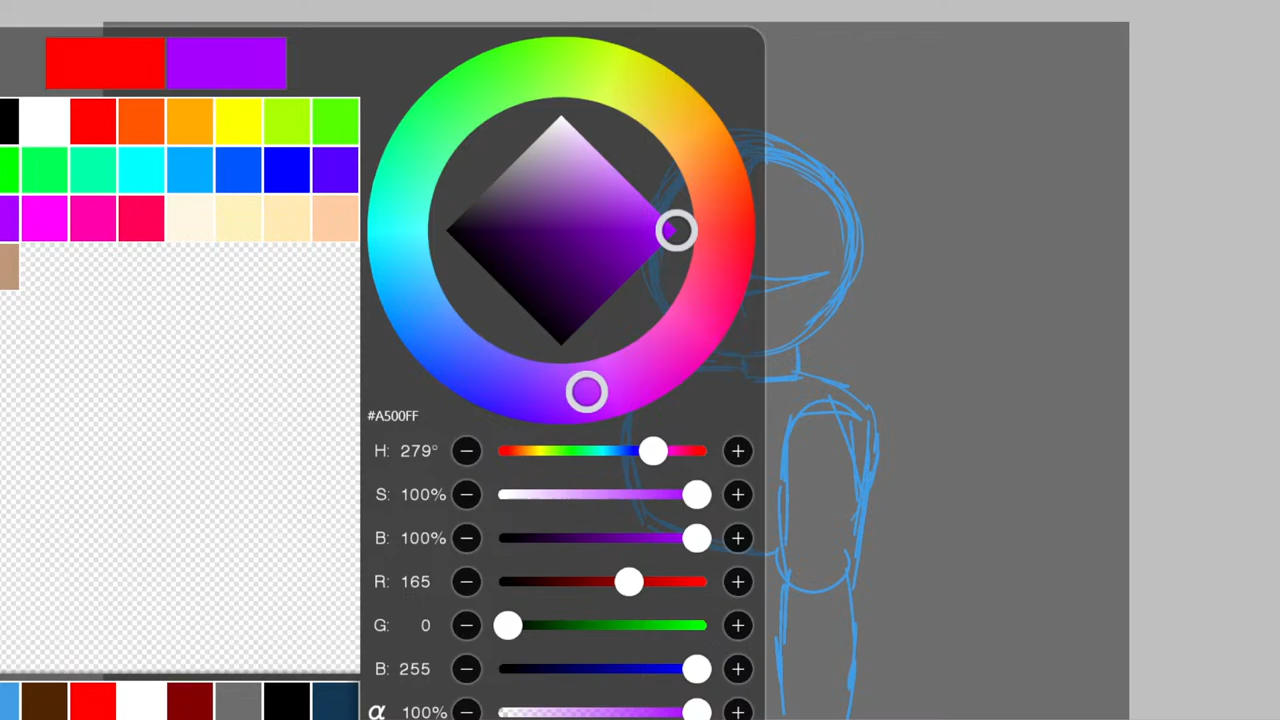 #A500FF
H: 279°
S: 100%
B: 100%
R: 165
G: 0
B: 255
α 100%